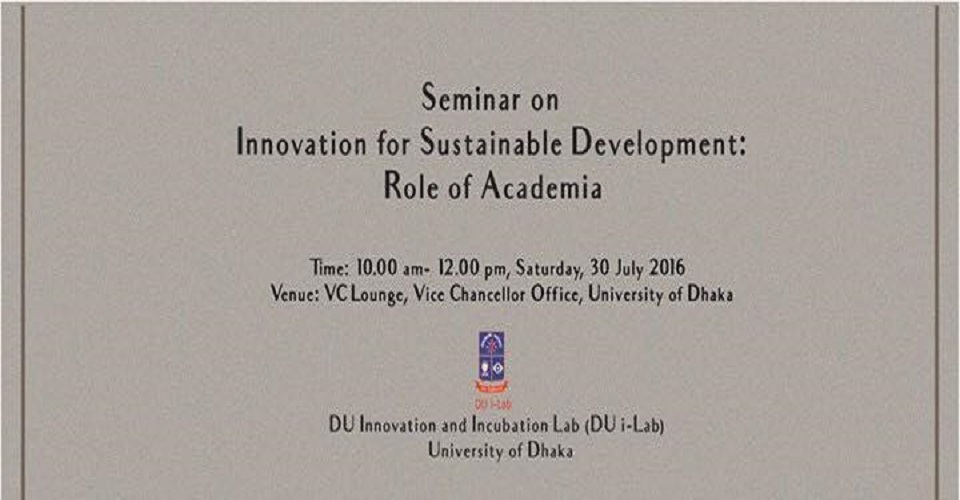 Seminar on
Innovation for Sustainable Development:
Role of Academia
Time: 10.00 am- 12.00 pm, Saturday, 30 July 2016
Venue: VC Lounge, Vice Chancellor Office, University of Dhaka
DU i-Lab
DU Innovation and Incubation Lab (DU i-Lab)
University of Dhaka